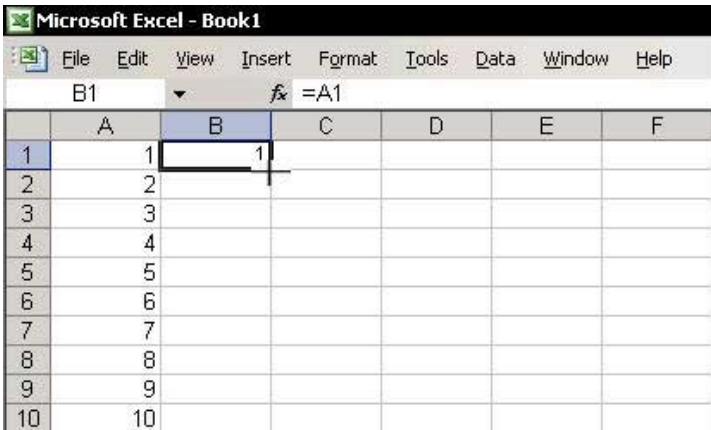 Microsoft Excel - Book1
File Edit View Insert Format Tools Data Window Help
B1 fx =A1
A B C D E F
1 1 1
2 2
3 3
4 4
5 5
6 6
7 7
8 8
9 9
10 10